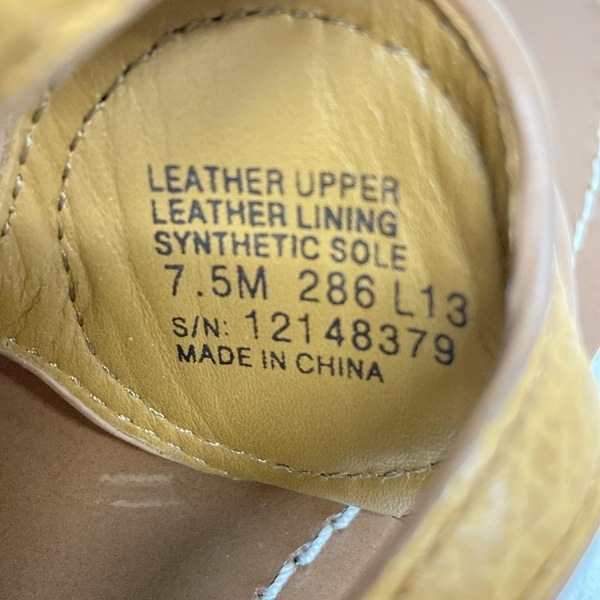 LEATHER UPPER
LEATHER LINING
SYNTHETIC SOLE
7.5M 286 L13
S/N: 12148379
MADE IN CHINA